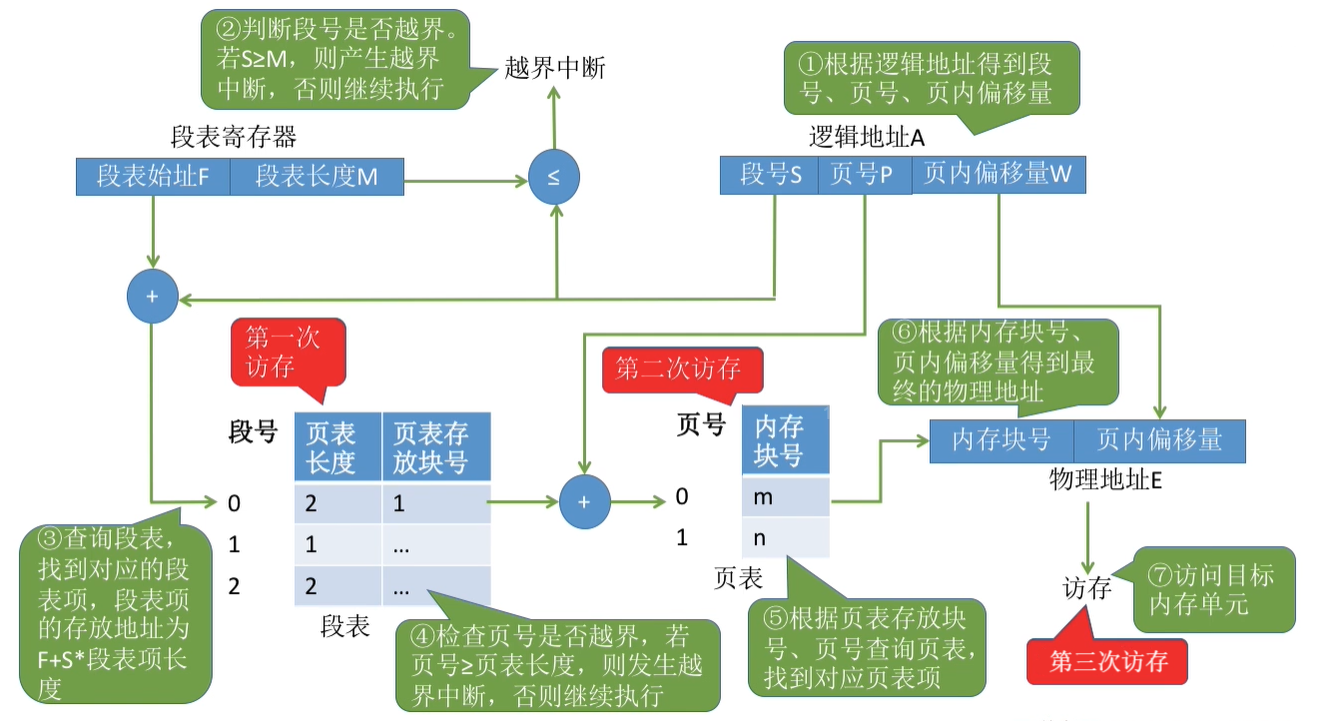 ②判断段号是否越界。
若S≥M，则产生越界
中断，否则继续执行
越界中断
①根据逻辑地址得到段
号、页号、页内偏移量
段表寄存器
段表始址F
段表长度M
≤
逻辑地址A
段号S
页号P
页内偏移量W
+
第一次
访存
第二次访存
⑥根据内存块号、
页内偏移量得到最
终的物理地址
段号
页表
长度
页表存
放块号
0
2
1
1
1
...
2
2
...
段表
+
页号
内存
块号
0
m
1
n
页表
内存块号
页内偏移量
物理地址E
③查询段表，
找到对应的段
表项，段表项
的存放地址为
F+S*段表项长
度
④检查页号是否越界，若
页号≥页表长度，则发生越
界中断，否则继续执行
⑤根据页表存放块
号、页号查询页表，
找到对应页表项
访存
⑦访问目标
内存单元
第三次访存